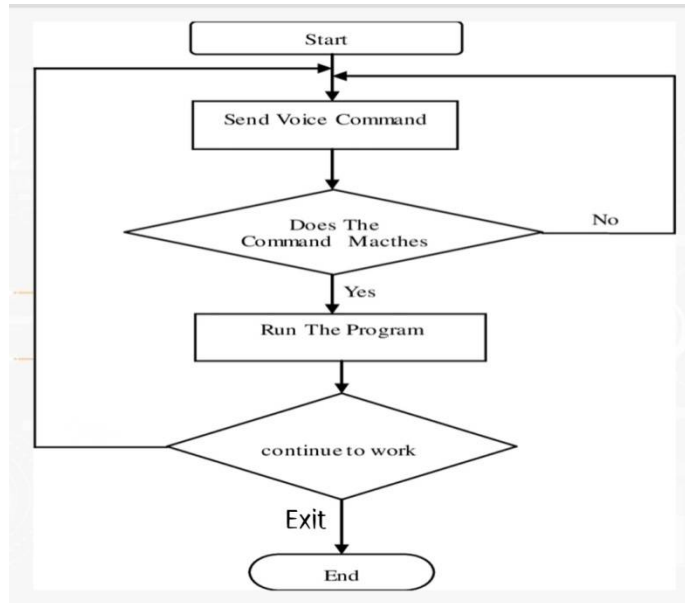 Start
Send Voice Command
Does The
Command Macthes
No
Yes
Run The Program
continue to work
Exit
End